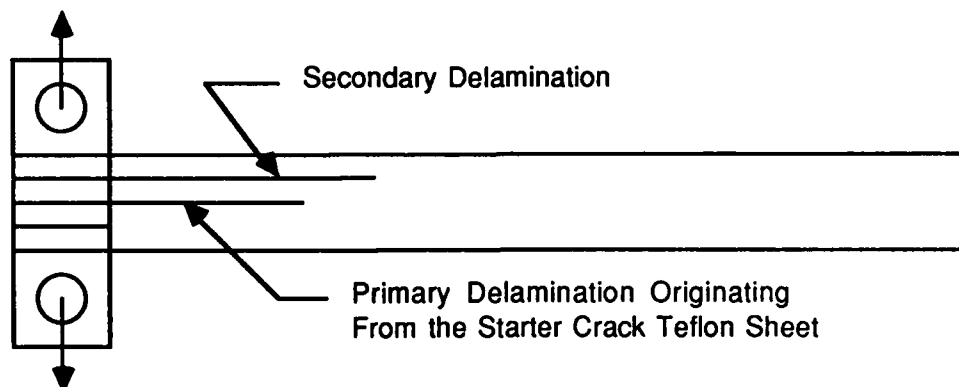 Secondary Delamination
Primary Delamination Originating
From the Starter Crack Teflon Sheet